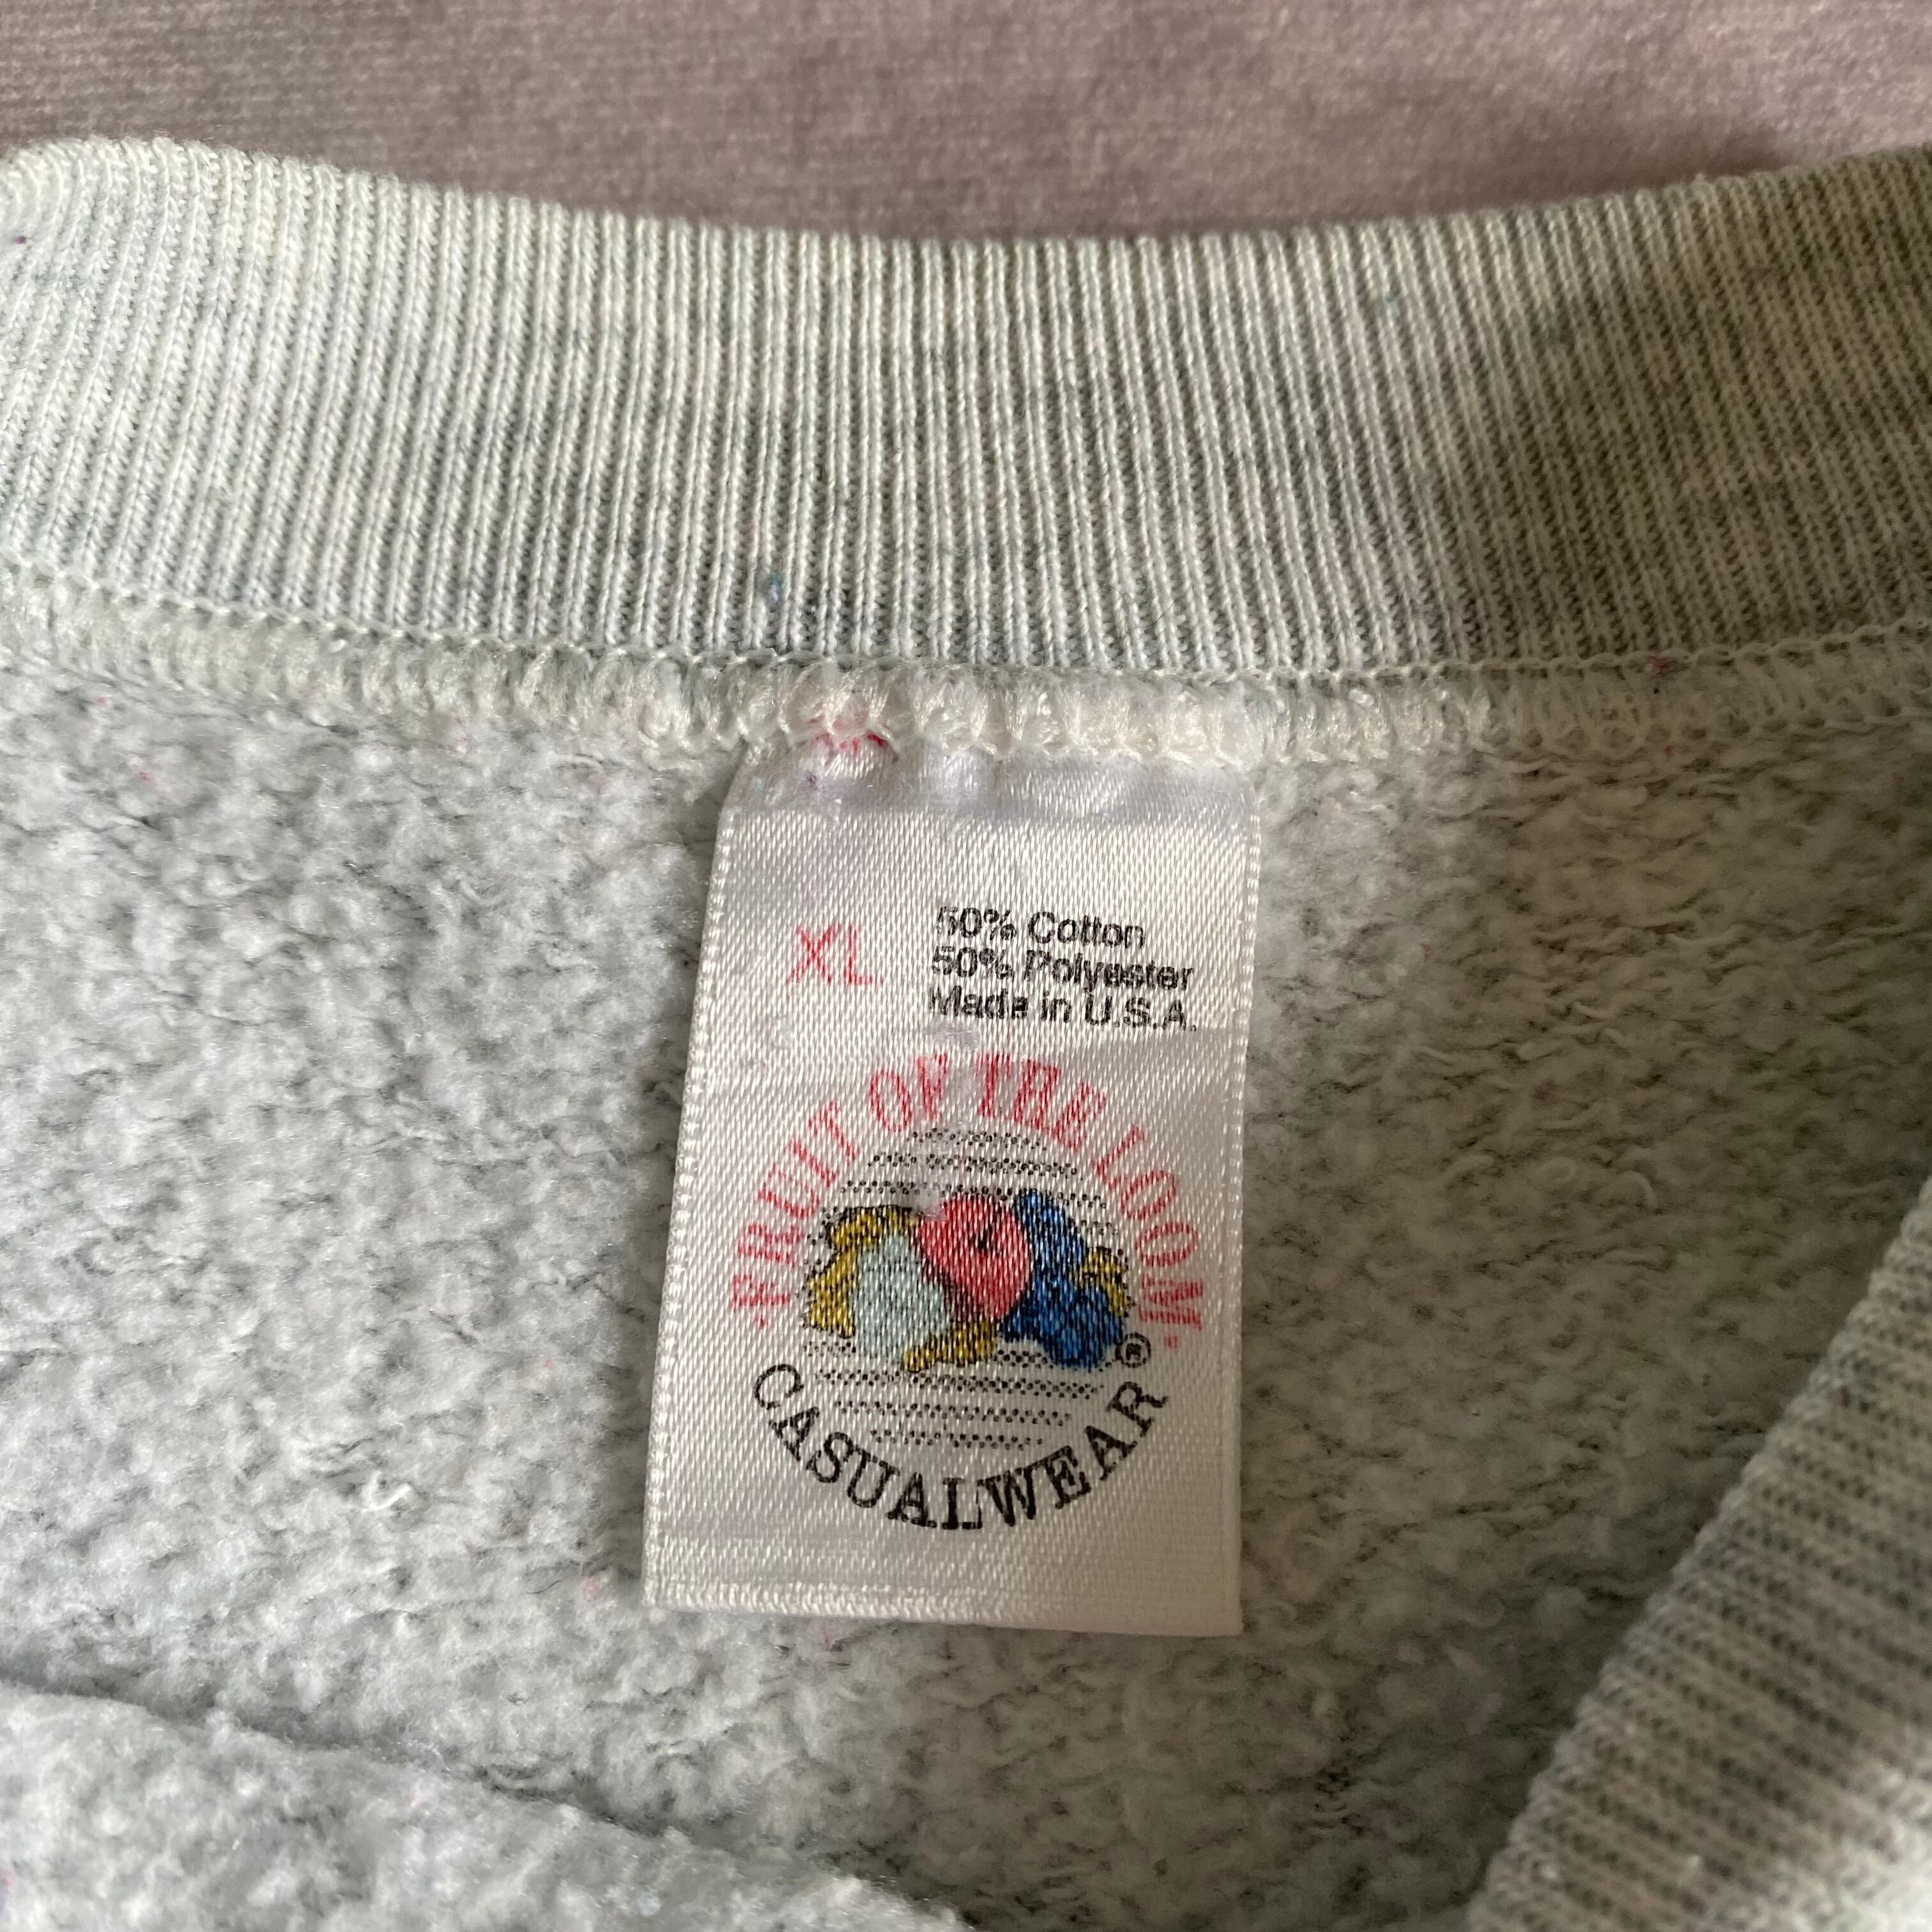 XL
50% Cotton
50% Polyester
Made in U.S.A.
·FRUIT OF THE LOOM·
®
CASUALWEAR